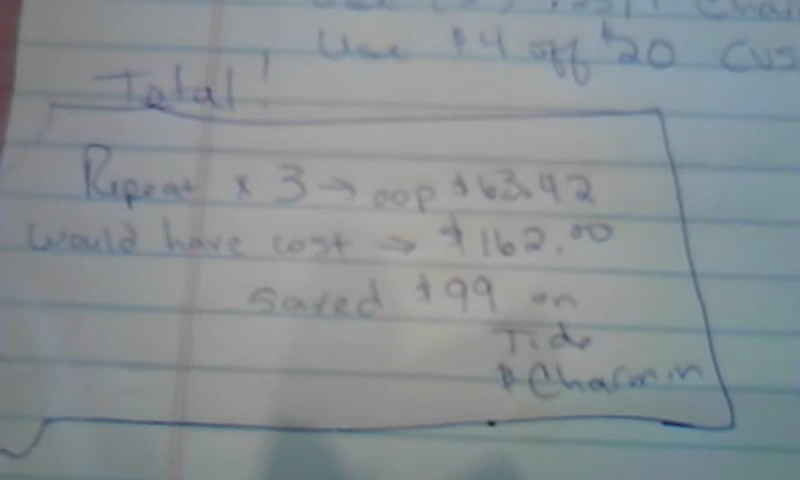 Use $4 off $20 cus
Total!
Repeat x 3 → oop $63.42
would have cost → $162.00
saved $99 on
Tide
& Charmin